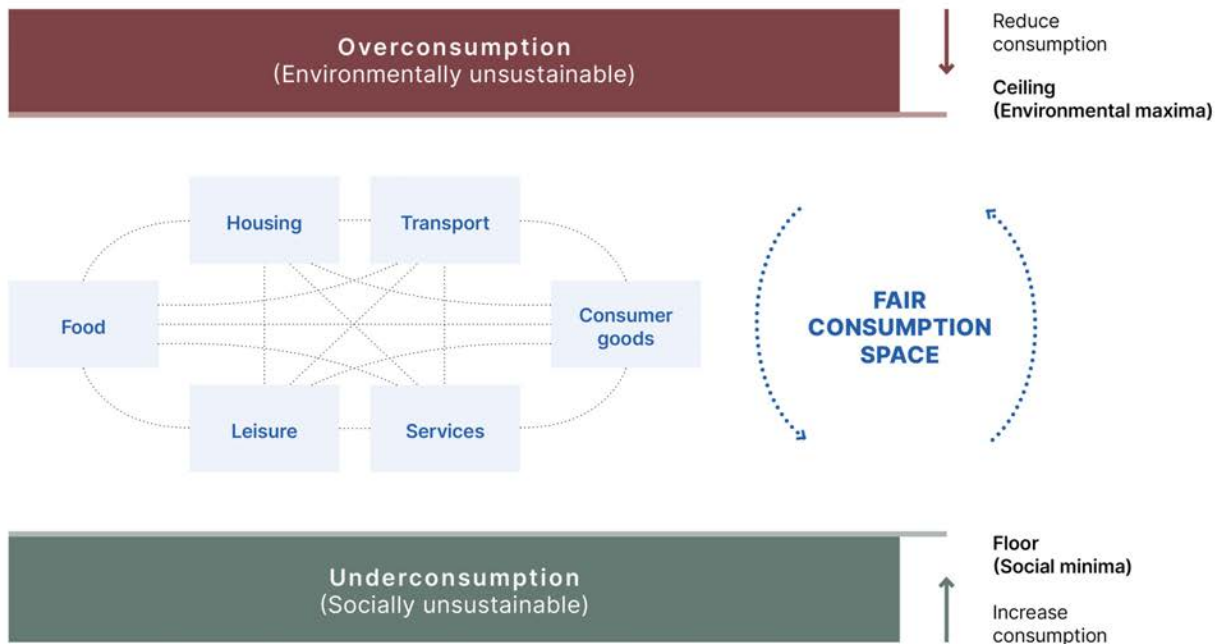 Overconsumption
(Environmentally unsustainable)
Reduce
consumption
Ceiling
(Environmental maxima)
Housing
Transport
Food
Consumer
goods
Leisure
Services
FAIR
CONSUMPTION
SPACE
Floor
(Social minima)
Underconsumption
(Socially unsustainable)
Increase
consumption